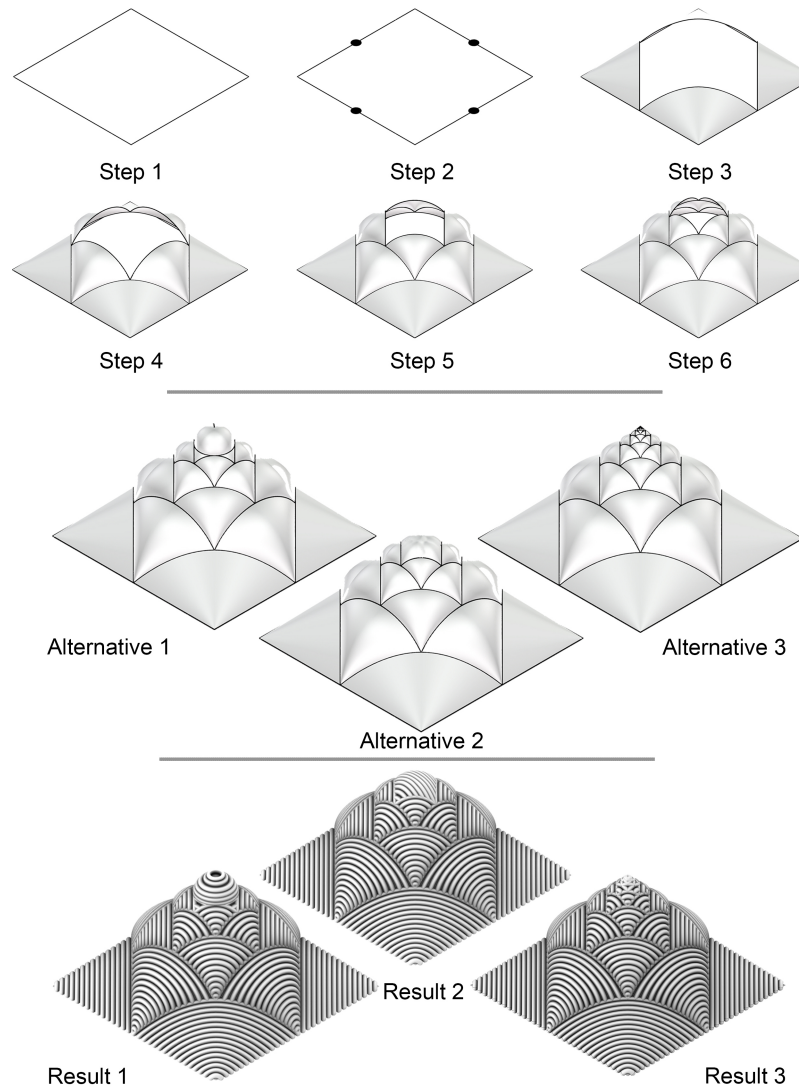 Step 1
Step 2
Step 3
Step 4
Step 5
Step 6
Alternative 1
Alternative 2
Alternative 3
Result 1
Result 2
Result 3